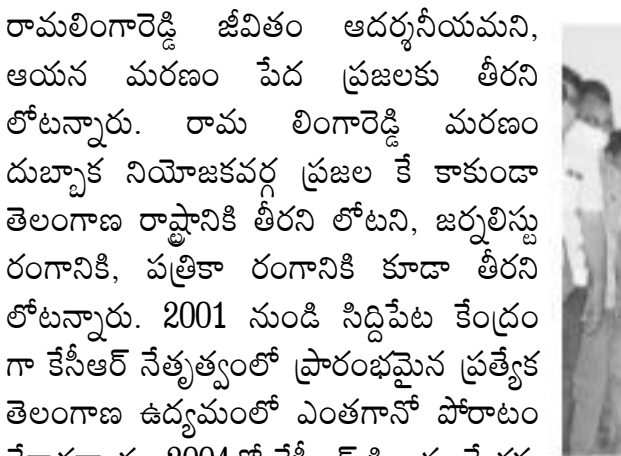 రామలింగారెడ్డి జీవితం ఆదర్శనీయమని,
ఆయన మరణం పేద ప్రజలకు తీరని
లోటన్నారు. రామ లింగారెడ్డి మరణం
దుబ్బాక నియోజకవర్గ ప్రజల కే కాకుండా
తెలంగాణ రాష్ట్రానికి తీరని లోటని, జర్నలిస్టు
రంగానికి, పత్రికా రంగానికి కూడా తీరని
లోటన్నారు. 2001 నుండి సిద్దిపేట కేంద్రం
గా కేసీఆర్ నేతృత్వంలో ప్రారంభమైన ప్రత్యేక
తెలంగాణ ఉద్యమంలో ఎంతగానో పోరాటం